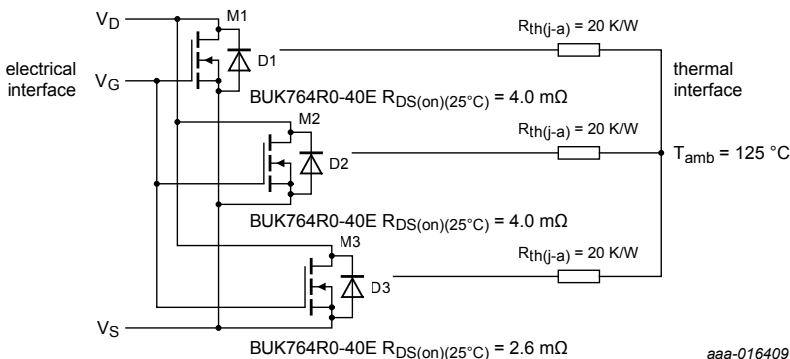 V_D
M1
R_th(j-a) = 20 K/W
electrical
interface
V_G
D1
thermal
interface
BUK764R0-40E R_DS(on)(25°C) = 4.0 mΩ
M2
R_th(j-a) = 20 K/W
D2
T_amb = 125 °C
BUK764R0-40E R_DS(on)(25°C) = 4.0 mΩ
M3
R_th(j-a) = 20 K/W
D3
V_S
BUK764R0-40E R_DS(on)(25°C) = 2.6 mΩ
aaa-016409